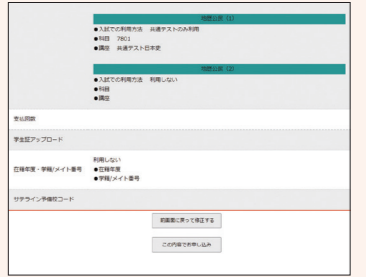 地歴公民（1）
●入試での利用方法　共通テストのみ利用
●科目　7801
●講座　共通テスト日本史
地歴公民（2）
●入試での利用方法　利用しない
●科目
●講座
支払回数
学生証アップロード
利用しない
在籍年度・学籍/メイト番号　●在籍年度
●学籍/メイト番号
サテライン予備校コード
前画面に戻って修正する
この内容でお申し込み